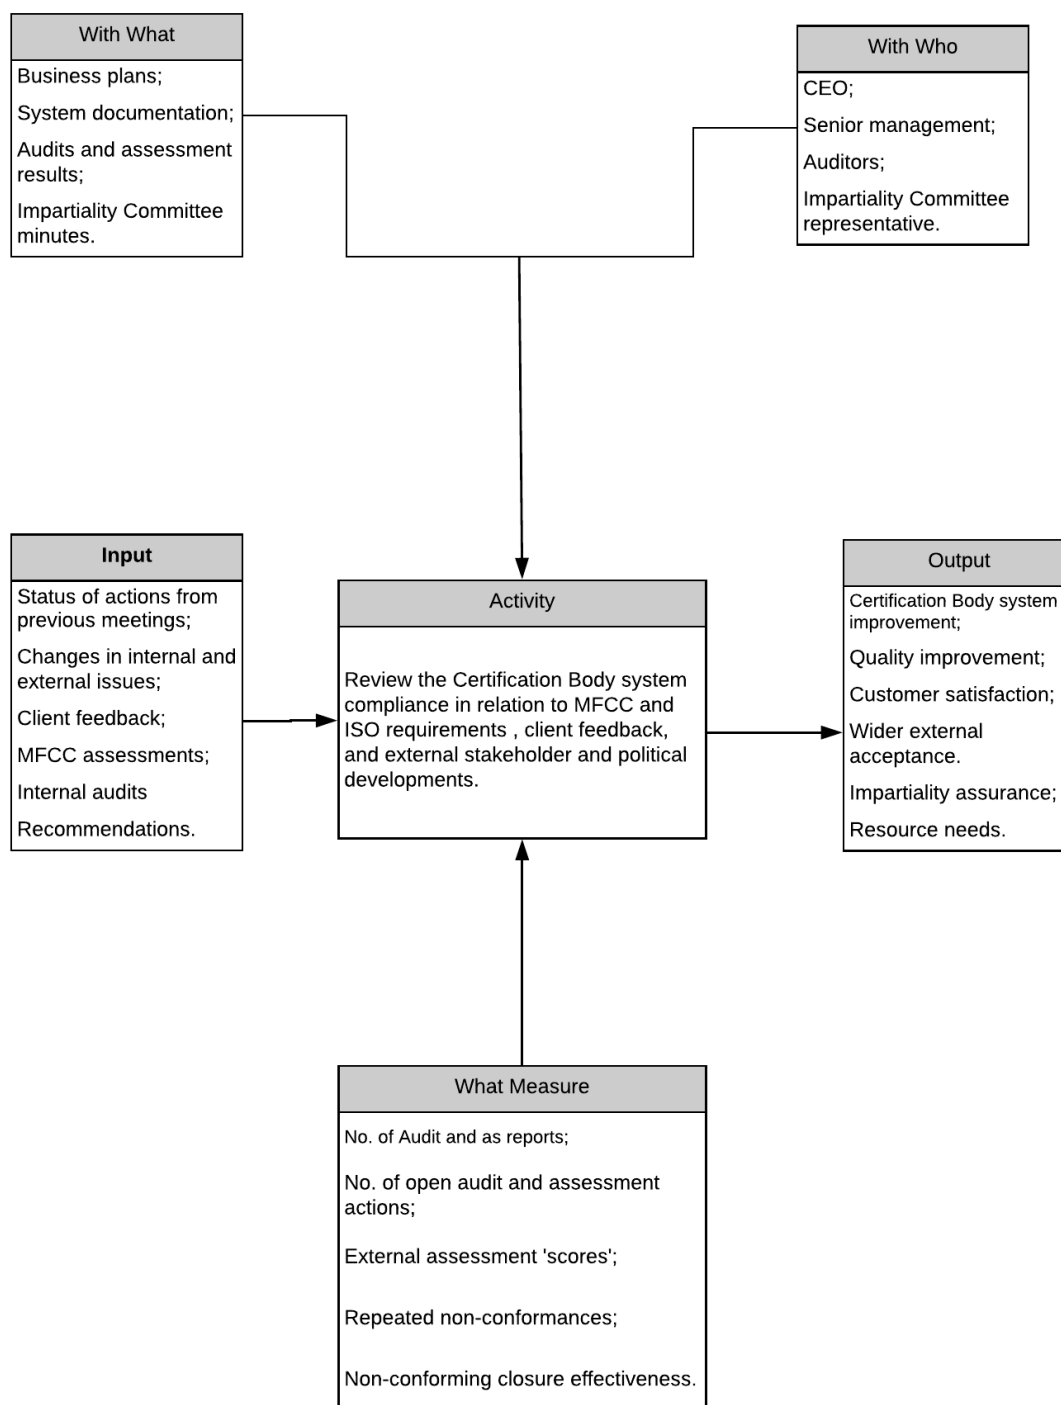 With What
Business plans;
System documentation;
Audits and assessment
results;
Impartiality Committee
minutes.
With Who
CEO;
Senior management;
Auditors;
Impartiality Committee
representative.
Input
Status of actions from
previous meetings;
Changes in internal and
external issues;
Client feedback;
MFCC assessments;
Internal audits
Recommendations.
Activity
Review the Certification Body system
compliance in relation to MFCC and
ISO requirements , client feedback,
and external stakeholder and political
developments.
Output
Certification Body system
improvement;
Quality improvement;
Customer satisfaction;
Wider external
acceptance.
Impartiality assurance;
Resource needs.
What Measure
No. of Audit and as reports;
No. of open audit and assessment
actions;
External assessment 'scores';
Repeated non-conformances;
Non-conforming closure effectiveness.